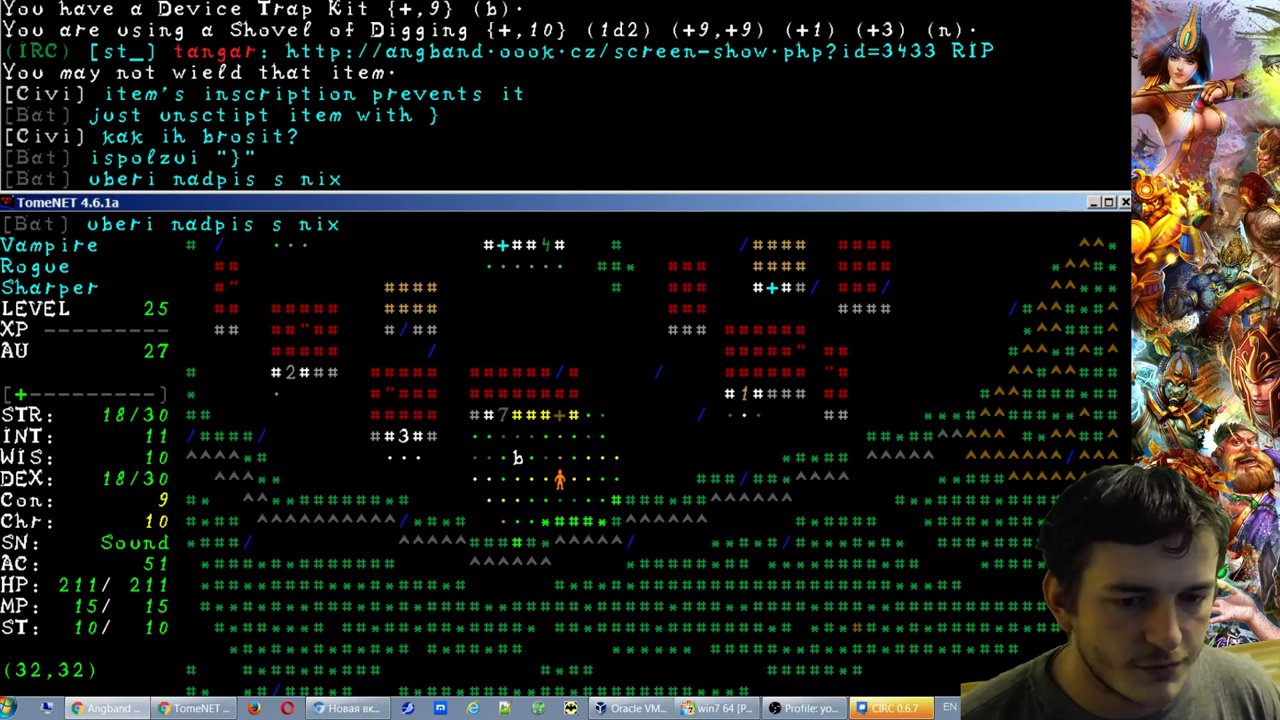 You have a Device Trap Kit {+,9} (b).
You are using a Shovel of Digging {+,10} (1d2) (+9,+9) (+1) (+3) (n).
(IRC) [st_] tangar: http://angband.oook.cz/screen-show.php?id=3433 RIP
You may not wield that item.
[Civi] item's inscription prevents it
[Bat] just unsctipt item with }
[Civi] kak ih brosit?
[Bat] ispolzui "}"
[Bat] uberi nadpis s nix
TomeNET 4.6.1a
[Bat] uberi nadpis s nix
Vampire
Rogue
Sharper
LEVEL 25
XP ----------
AU 27
[+---------]
STR: 18/30
INT: 11
WIS: 10
DEX: 18/30
Con: 9
Chr: 10
SN: Sound
AC: 51
HP: 211/ 211
MP: 15/ 15
ST: 10/ 10
(32,32)
4
2
1
7
3
b
Angband ...
TomeNET ...
Новая вк...
Oracle VM...
win7 64 [...
Profile: yo...
CIRC 0.6.7
EN